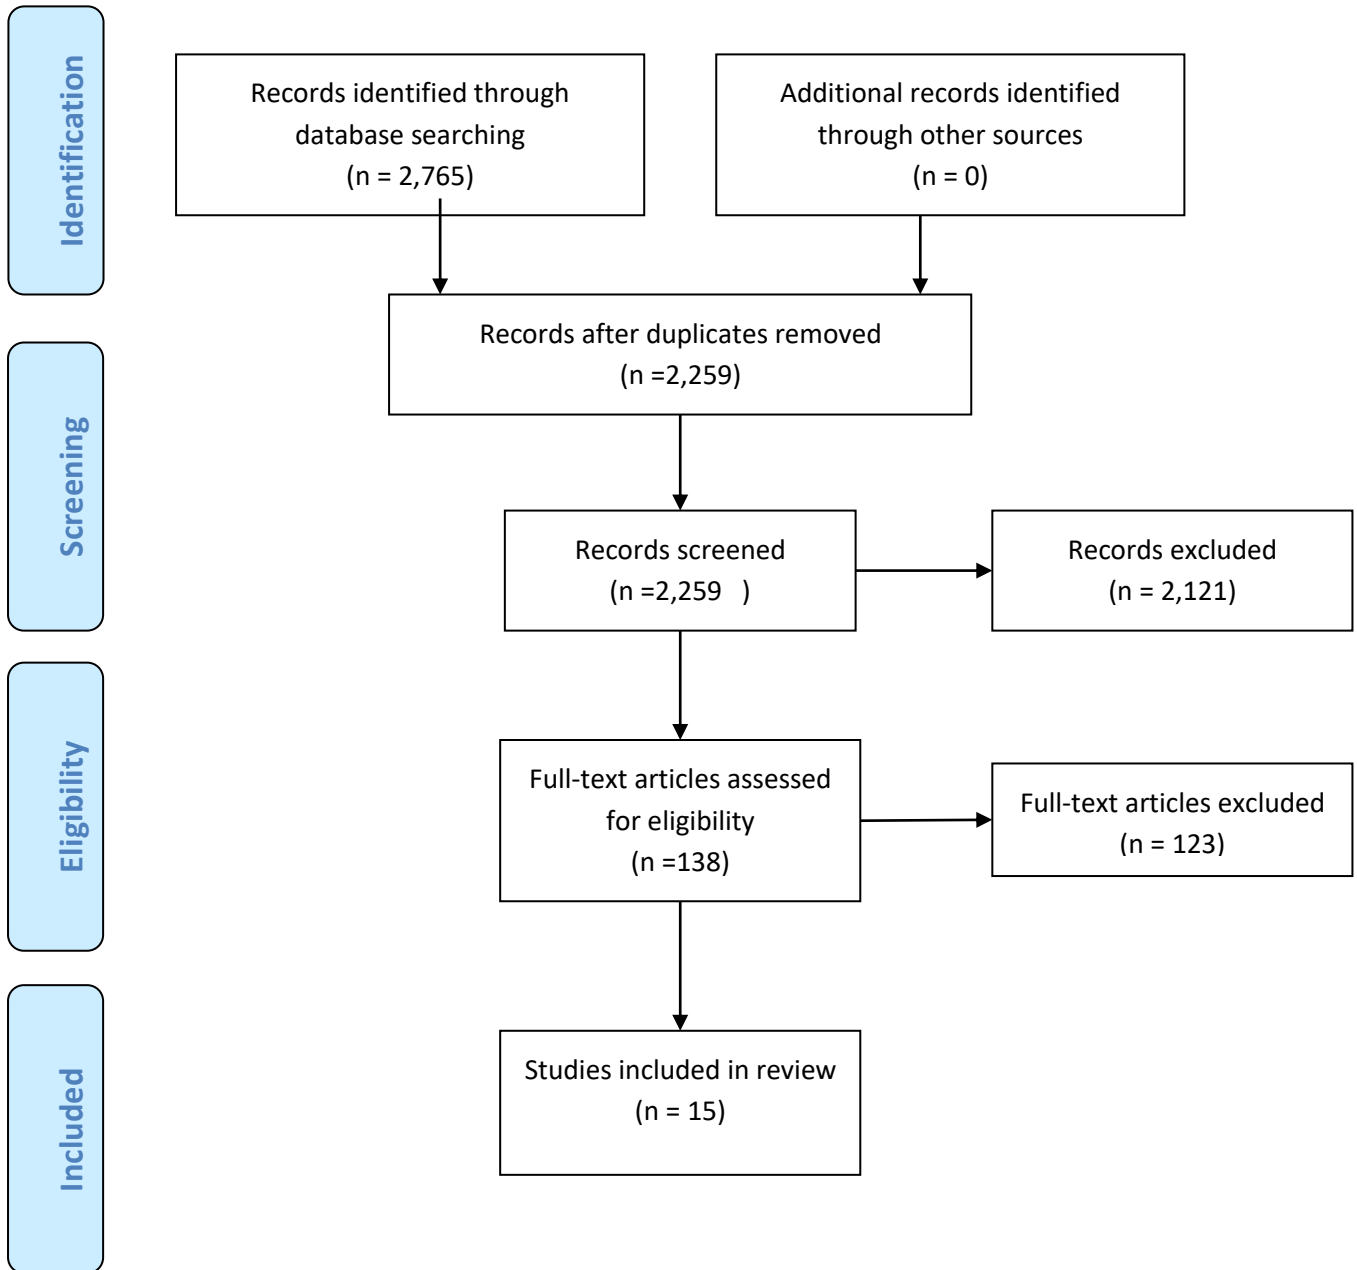 Identification
Records identified through
database searching
(n = 2,765)
Additional records identified
through other sources
(n = 0)
Records after duplicates removed
(n =2,259)
Screening
Records screened
(n =2,259   )
Records excluded
(n = 2,121)
Eligibility
Full-text articles assessed
for eligibility
(n =138)
Full-text articles excluded
(n = 123)
Included
Studies included in review
(n = 15)